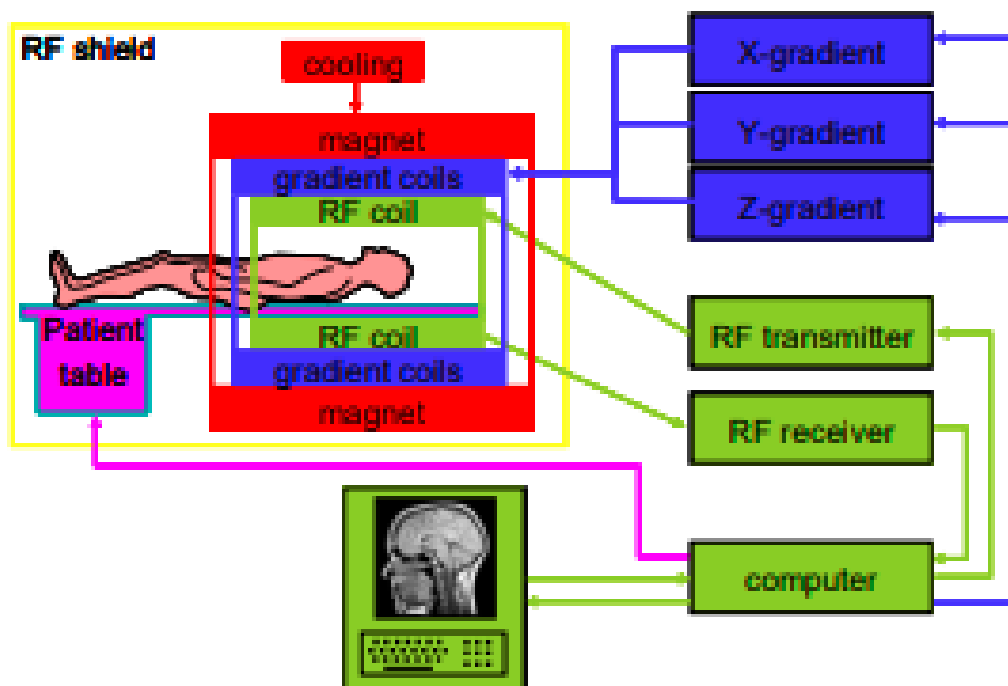 RF shield
cooling
magnet
gradient coils
RF coil
RF coil
gradient coils
magnet
Patient
table
X-gradient
Y-gradient
Z-gradient
RF transmitter
RF receiver
computer